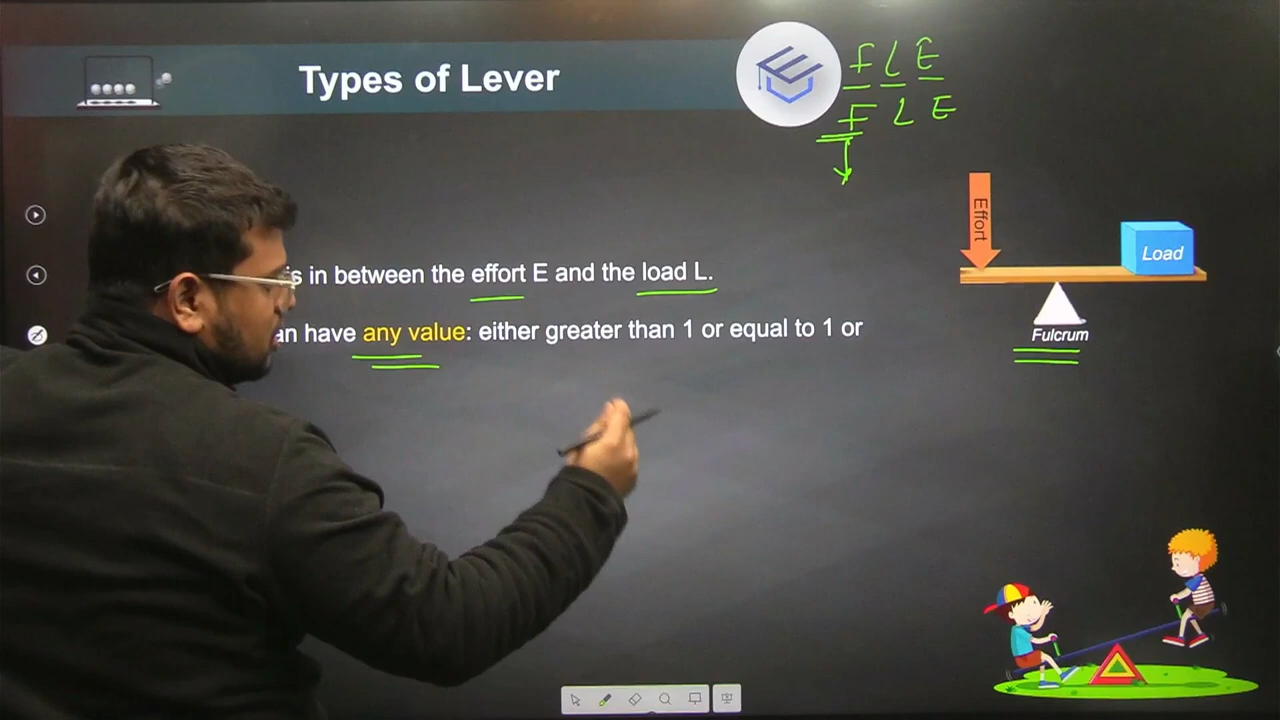 Types of Lever
F L E
F L E
is in between the effort E and the load L.
have any value: either greater than 1 or equal to 1 or
Effort
Load
Fulcrum